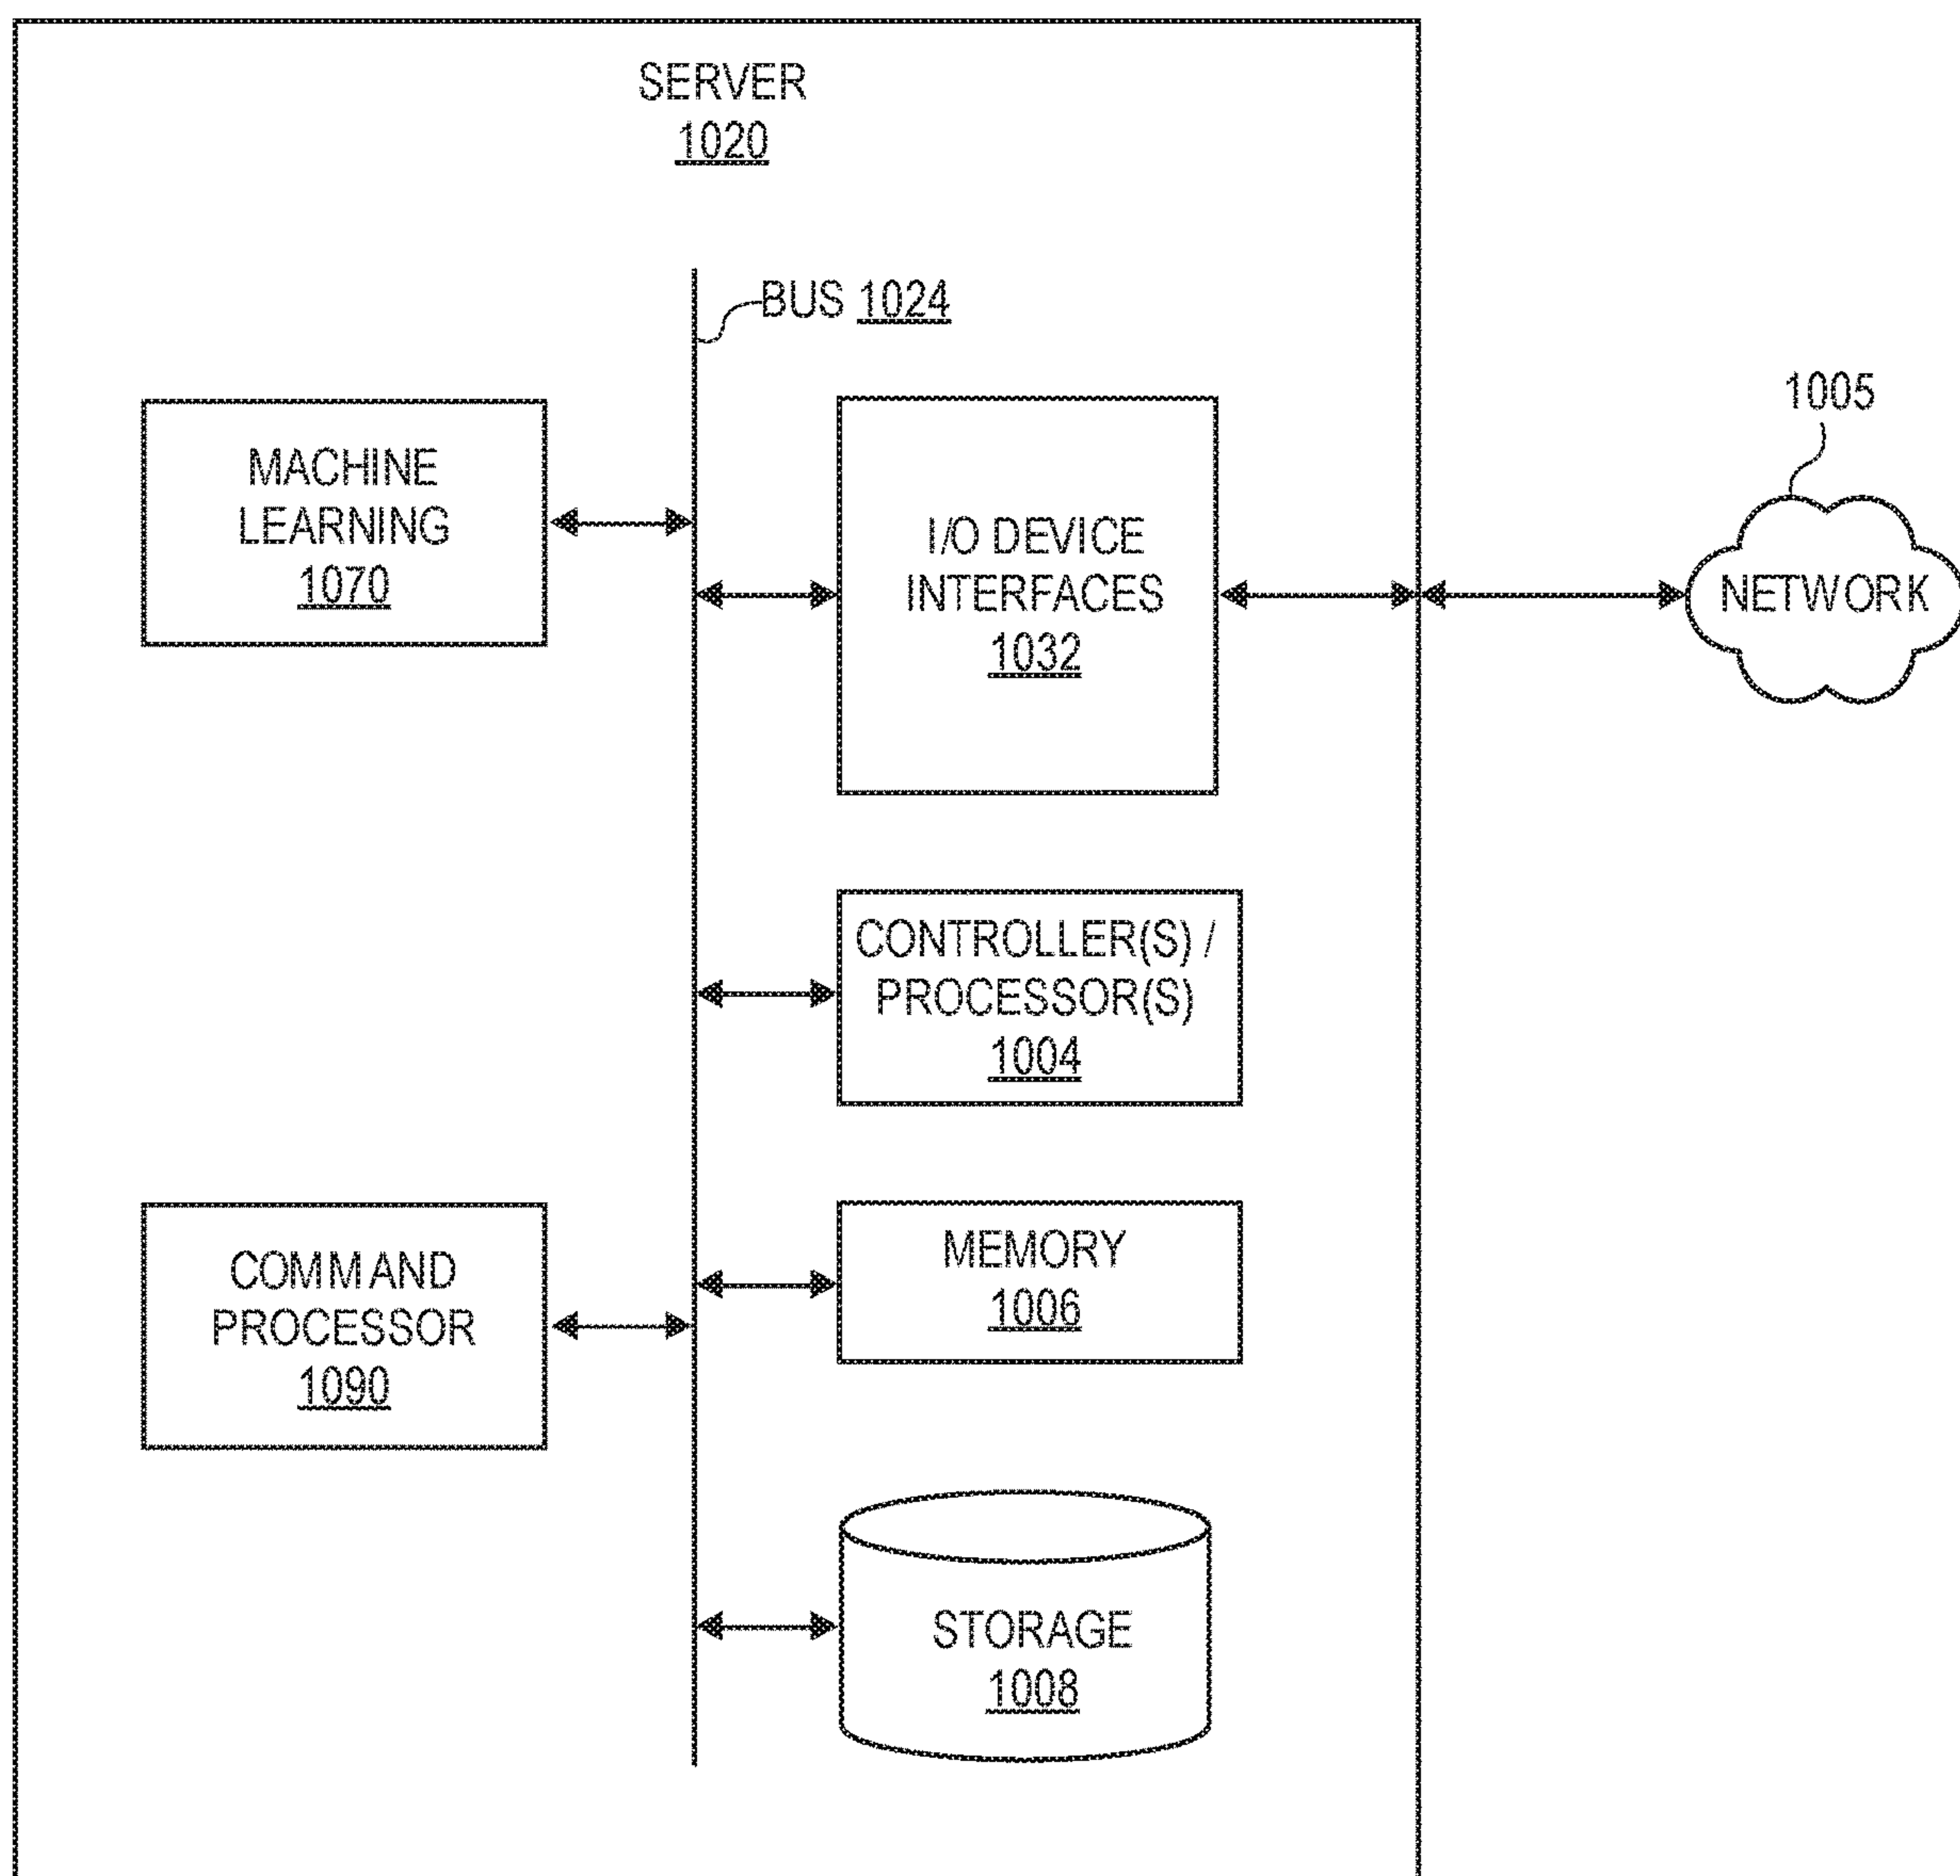 SERVER
1020
BUS 1024
MACHINE
LEARNING
1070
I/O DEVICE
INTERFACES
1032
1005
NETWORK
CONTROLLER(S) /
PROCESSOR(S)
1004
COMMAND
PROCESSOR
1090
MEMORY
1006
STORAGE
1008